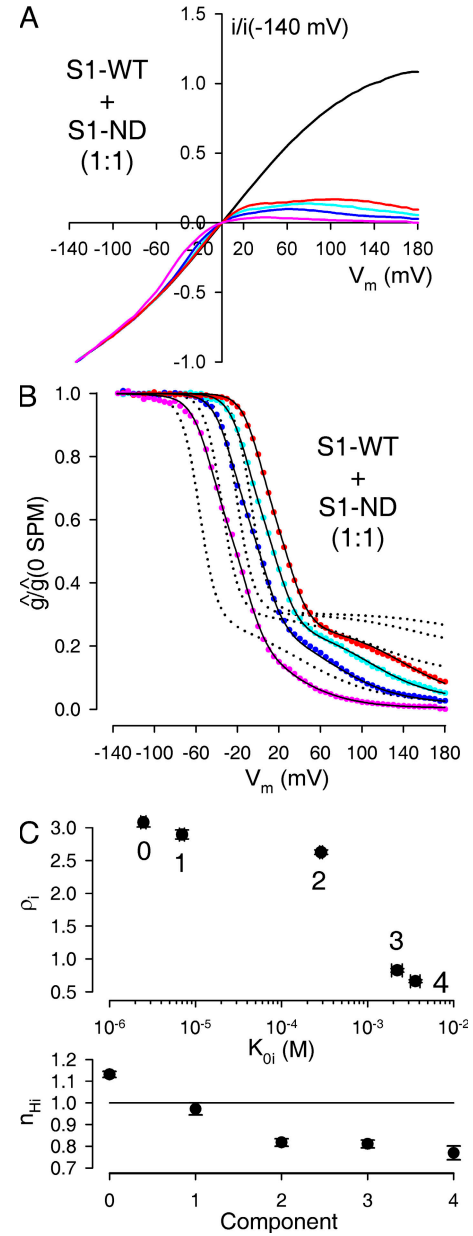 A
i/i(-140 mV)
S1-WT
+
S1-ND
(1:1)
1.5
1.0
0.5
0.0
-0.5
-1.0
-140 -100 -60 -20 20 60 100 140 180
Vm (mV)
B
S1-WT
+
S1-ND
(1:1)
1.0
0.8
0.6
0.4
0.2
0.0
ĝ/ĝ(0 SPM)
-140 -100 -60 -20 20 60 100 140 180
Vm (mV)
C
3.0
2.5
2.0
1.5
1.0
0.5
ρi
0
1
2
3
4
10-6 10-5 10-4 10-3 10-2
K0i (M)
1.2
1.1
1.0
0.9
0.8
0.7
nHi
0 1 2 3 4
Component